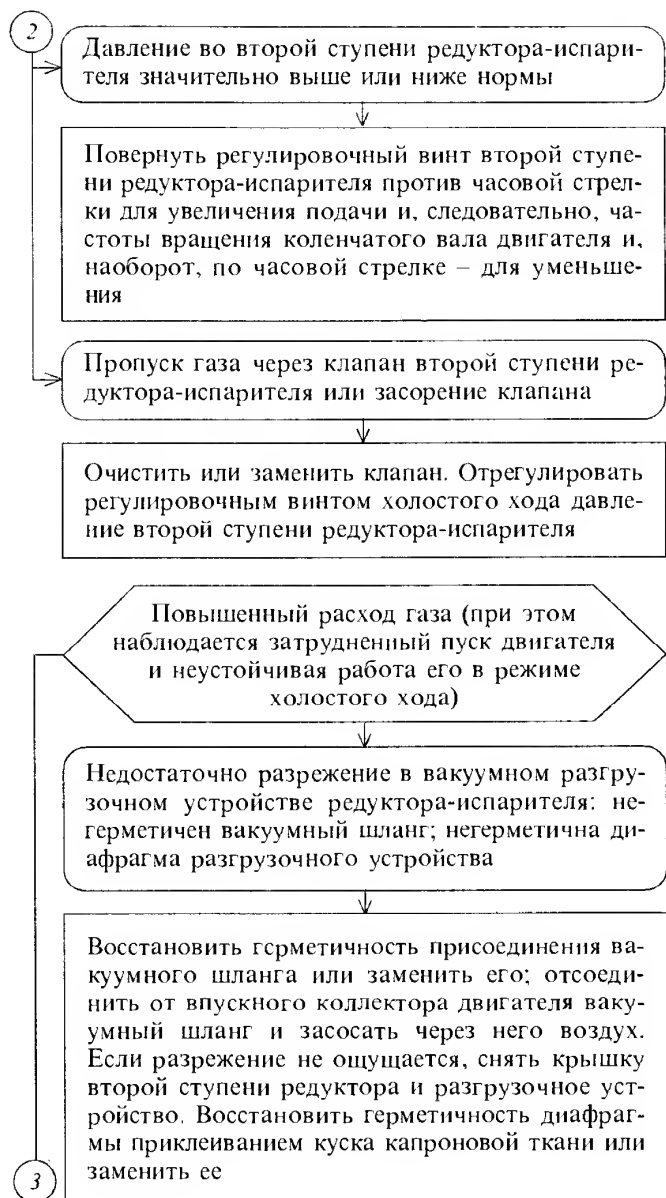 2
Давление во второй ступени редуктора-испари-
теля значительно выше или ниже нормы
Повернуть регулировочный винт второй ступе-
ни редуктора-испарителя против часовой стрел-
ки для увеличения подачи и, следовательно, ча-
стоты вращения коленчатого вала двигателя и,
наоборот, по часовой стрелке – для уменьше-
ния
Пропуск газа через клапан второй ступени ре-
дуктора-испарителя или засорение клапана
Очистить или заменить клапан. Отрегулировать
регулировочным винтом холостого хода давле-
ние второй ступени редуктора-испарителя
Повышенный расход газа (при этом
наблюдается затрудненный пуск двигателя
и неустойчивая работа его в режиме
холостого хода)
Недостаточно разрежение в вакуумном разгру-
зочном устройстве редуктора-испарителя: не-
герметичен вакуумный шланг; негерметична ди-
афрагма разгрузочного устройства
Восстановить герметичность присоединения ва-
куумного шланга или заменить его; отсоеди-
нить от впускного коллектора двигателя ваку-
умный шланг и засосать через него воздух.
Если разрежение не ощущается, снять крышку
второй ступени редуктора и разгрузочное уст-
ройство. Восстановить герметичность диафраг-
мы приклеиванием куска капроновой ткани или
заменить ее
3